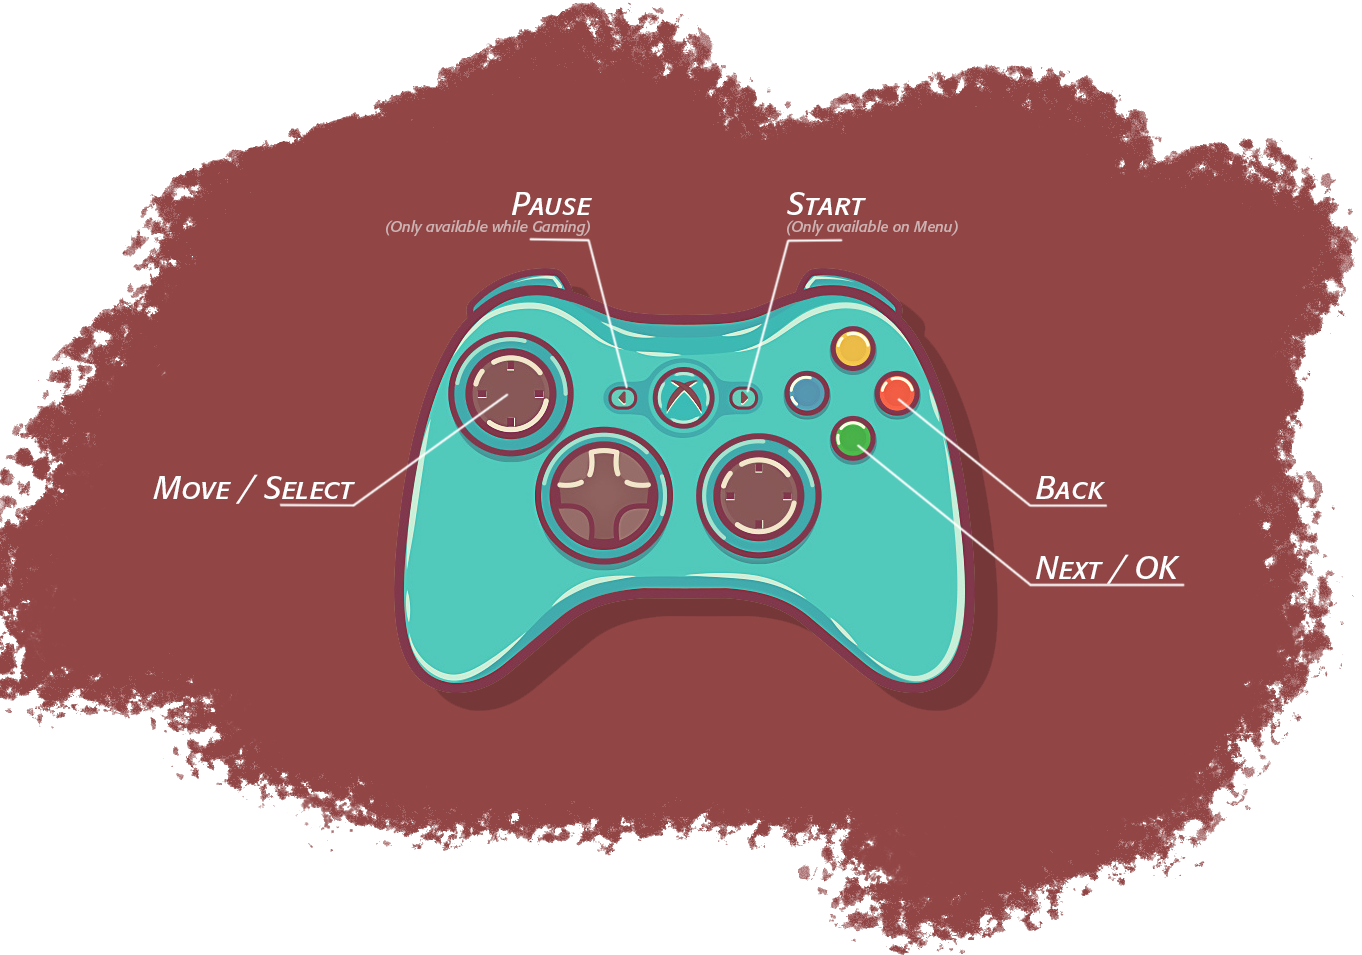 PAUSE
(Only available while Gaming)
START
(Only available on Menu)
MOVE / SELECT
BACK
NEXT / OK